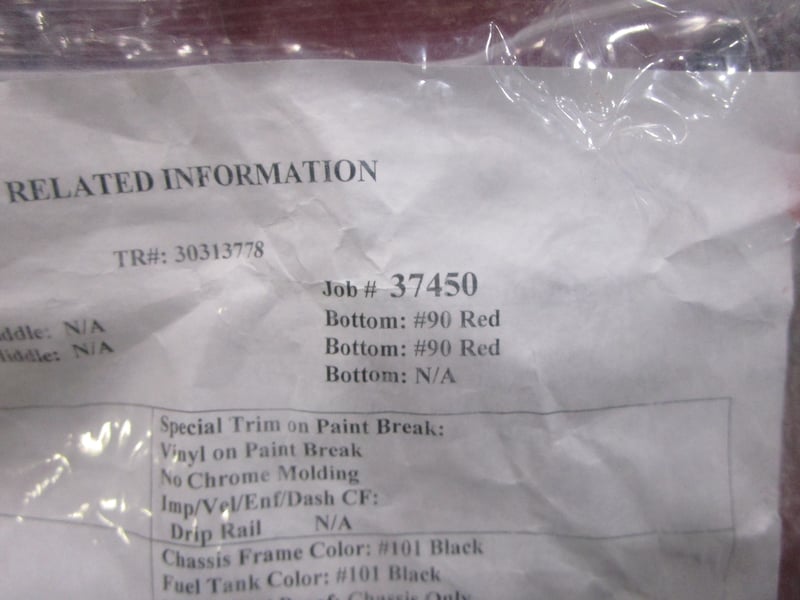 RELATED INFORMATION
TR#: 30313778
Job # 37450
Bottom: #90 Red
N/A
Bottom: #90 Red
N/A
Bottom: N/A
Special Trim on Paint Break:
Vinyl on Paint Break
No Chrome Molding
Imp/Vel/Enf/Dash CF:
Drip Rail N/A
Chassis Frame Color: #101 Black
Fuel Tank Color: #101 Black
Chassis Only